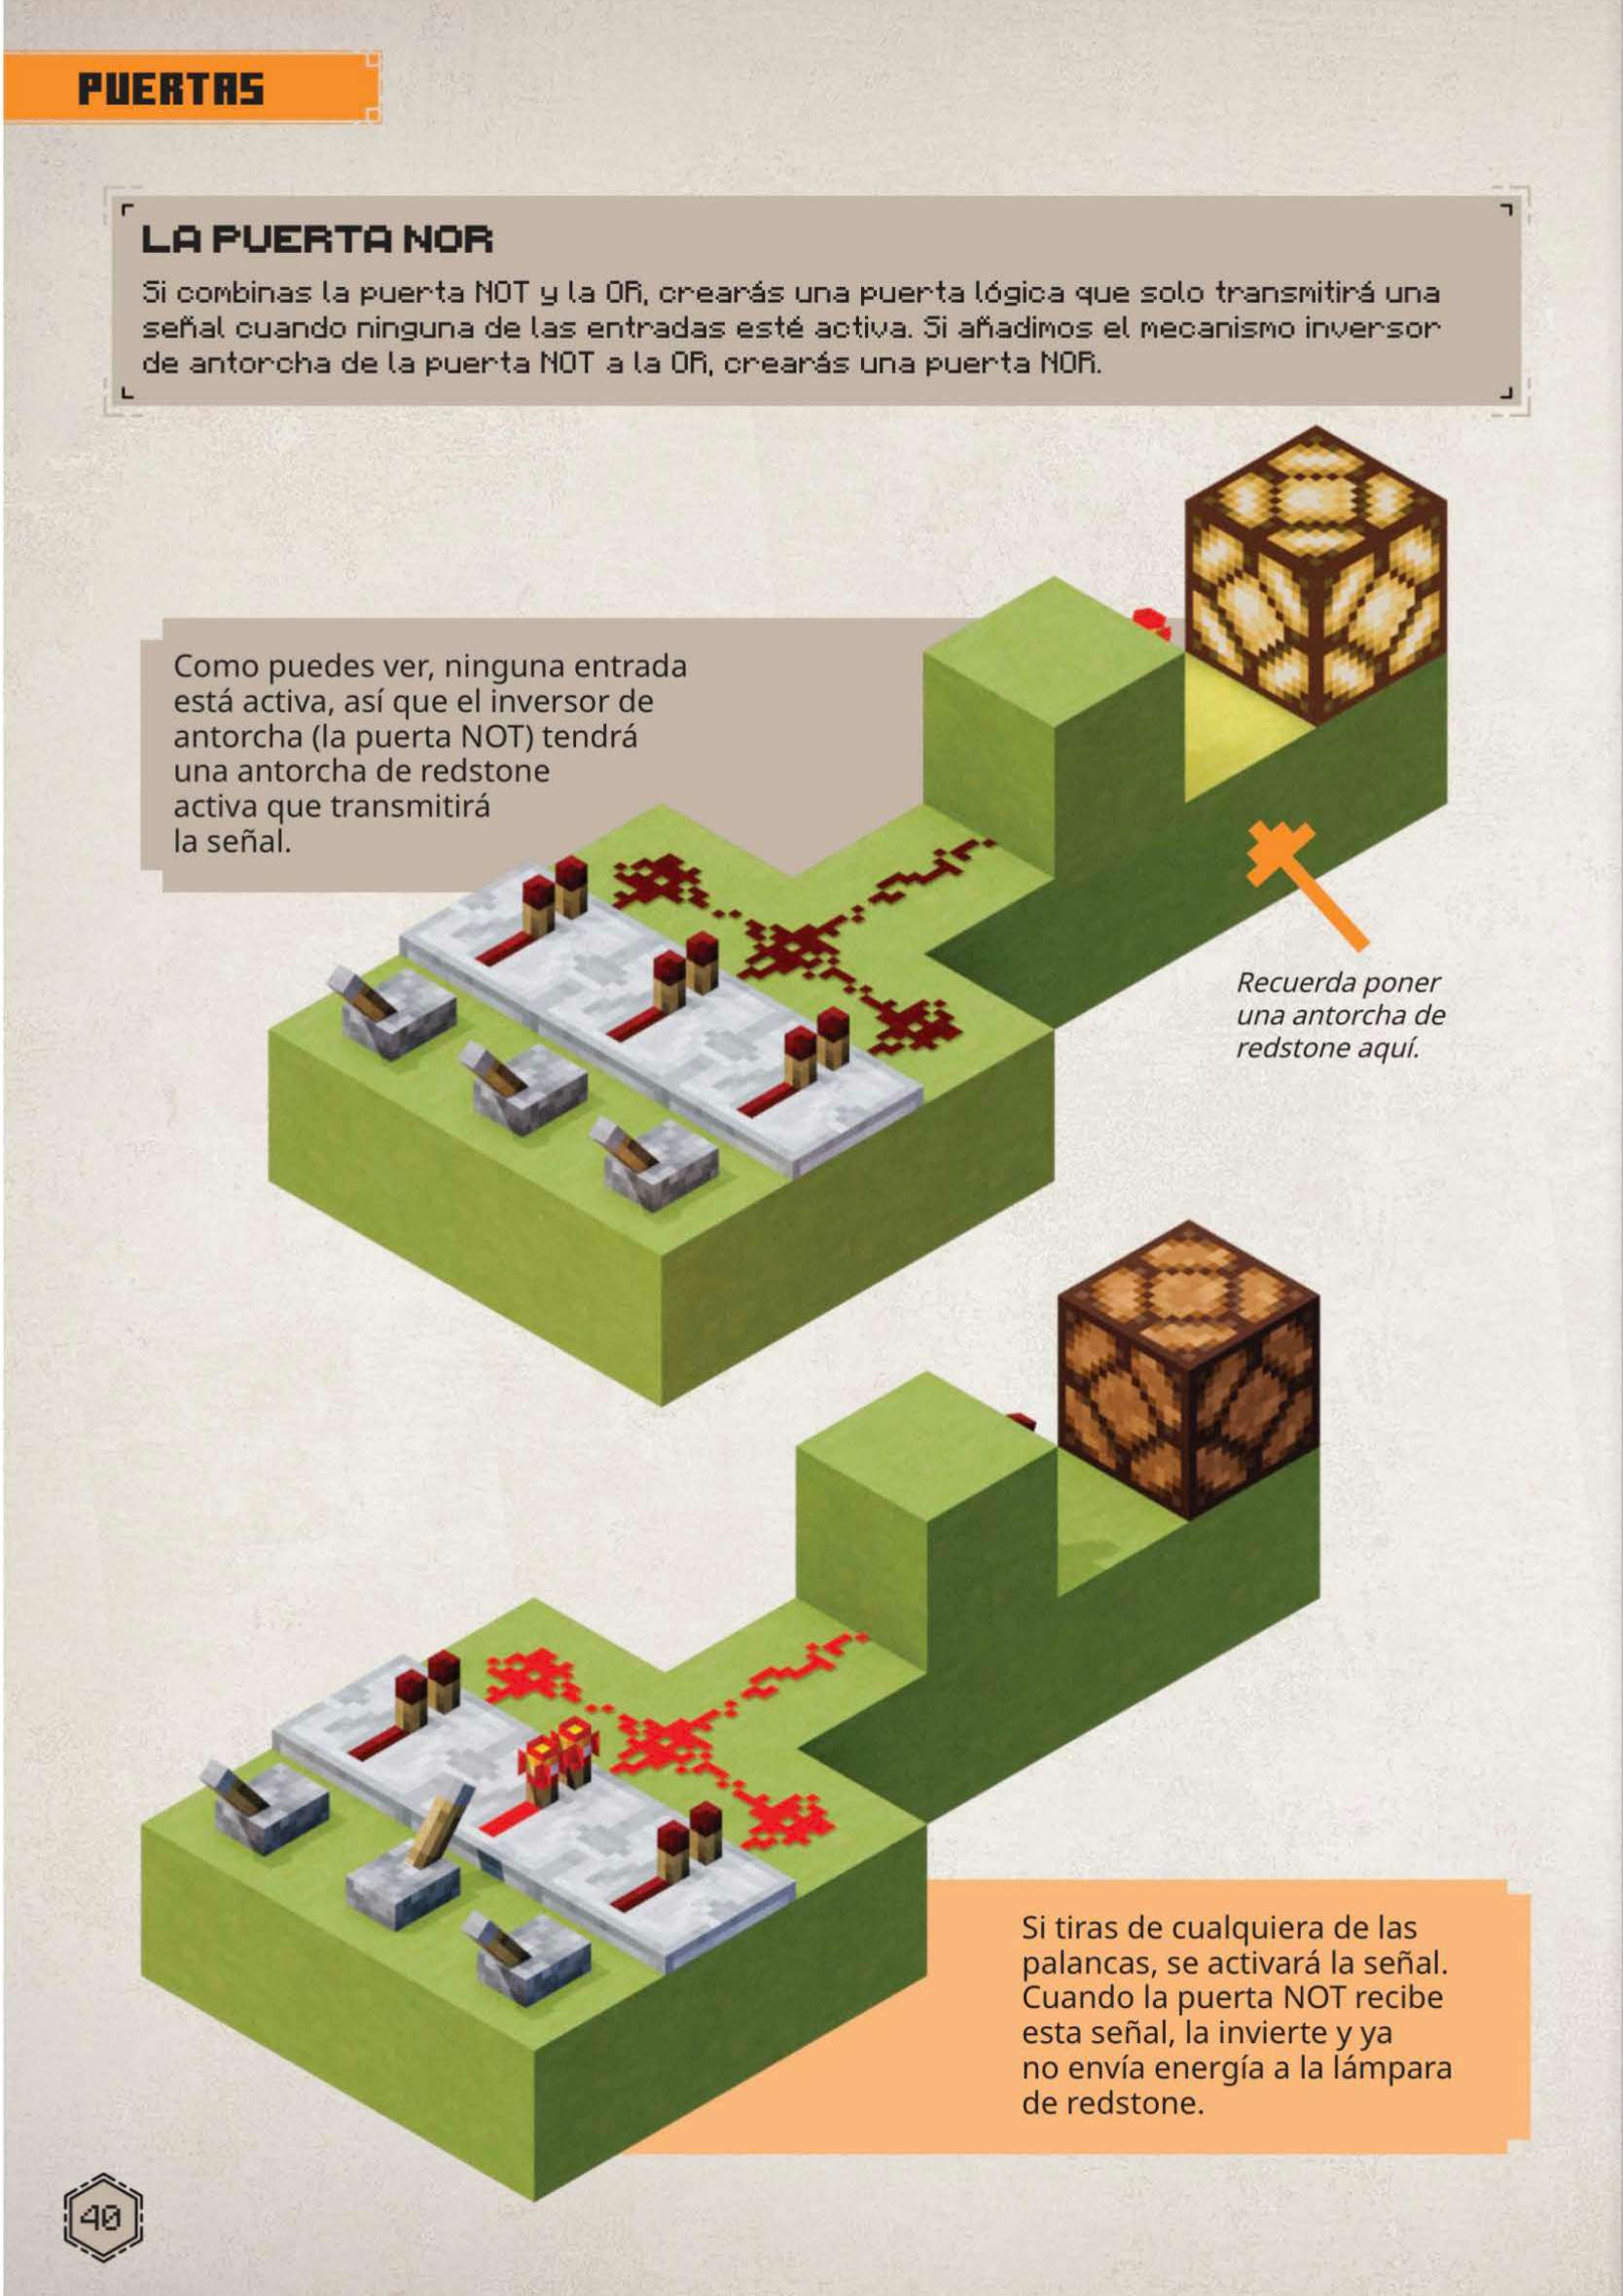 PUERTAS
LA PUERTA NOR
Si combinas la puerta NOT y la OR, crearás una puerta lógica que solo transmitirá una
señal cuando ninguna de las entradas esté activa. Si añadimos el mecanismo inversor
de antorcha de la puerta NOT a la OR, crearás una puerta NOR.
Como puedes ver, ninguna entrada
está activa, así que el inversor de
antorcha (la puerta NOT) tendrá
una antorcha de redstone
activa que transmitirá
la señal.
Recuerda poner
una antorcha de
redstone aquí.
Si tiras de cualquiera de las
palancas, se activará la señal.
Cuando la puerta NOT recibe
esta señal, la invierte y ya
no envía energía a la lámpara
de redstone.
40